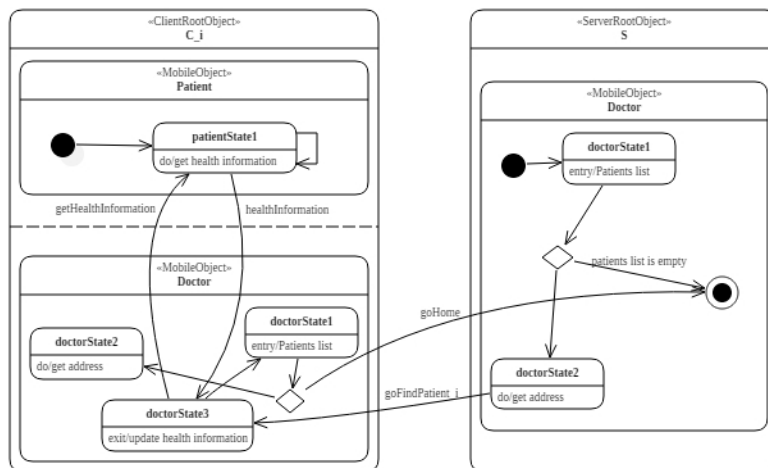 «ClientRootObject»
C_i
«MobileObject»
Patient
patientState1
do/get health information
getHealthInformation
healthInformation
«MobileObject»
Doctor
doctorState1
entry/Patients list
doctorState2
do/get address
doctorState3
exit/update health information
goHome
goFindPatient_i
«ServerRootObject»
S
«MobileObject»
Doctor
doctorState1
entry/Patients list
patients list is empty
doctorState2
do/get address